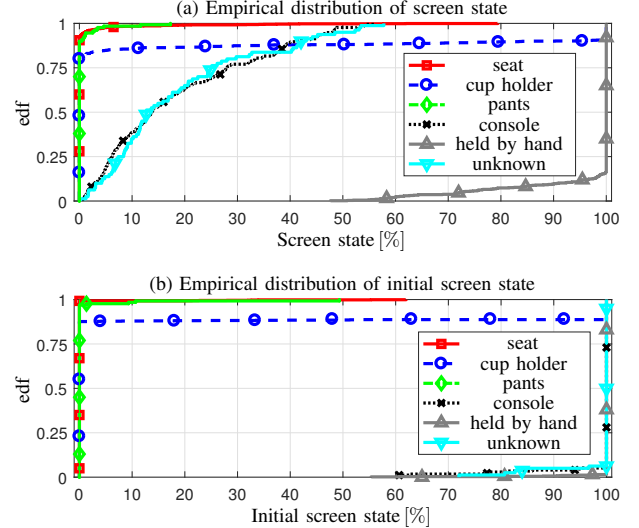 (a) Empirical distribution of screen state
1
0.75
0.5
0.25
0
edf
seat
cup holder
pants
console
held by hand
unknown
0 10 20 30 40 50 60 70 80 90 100
Screen state [%]
(b) Empirical distribution of initial screen state
1
0.75
0.5
0.25
0
edf
seat
cup holder
pants
console
held by hand
unknown
0 10 20 30 40 50 60 70 80 90 100
Initial screen state [%]